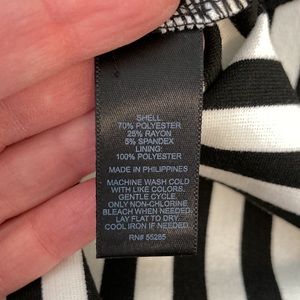 SHELL
70% POLYESTER
25% RAYON
5% SPANDEX
LINING:
100% POLYESTER
MADE IN PHILIPPINES
MACHINE WASH COLD
WITH LIKE COLORS,
GENTLE CYCLE.
ONLY NON-CHLORINE
BLEACH WHEN NEEDED.
LAY FLAT TO DRY.
COOL IRON IF NEEDED.
RN# 55285